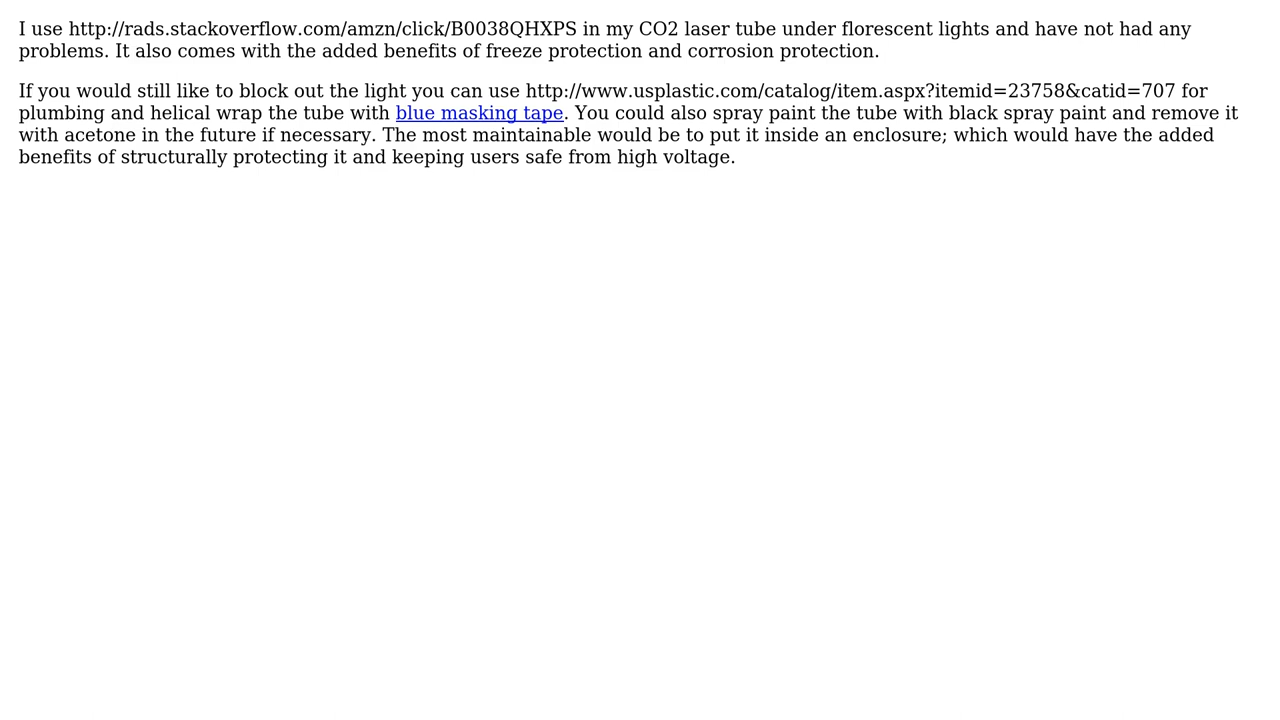 I use http://rads.stackoverflow.com/amzn/click/B0038QHXPS in my CO2 laser tube under florescent lights and have not had any
problems. It also comes with the added benefits of freeze protection and corrosion protection.
If you would still like to block out the light you can use http://www.usplastic.com/catalog/item.aspx?itemid=23758&catid=707 for
plumbing and helical wrap the tube with blue masking tape. You could also spray paint the tube with black spray paint and remove it
with acetone in the future if necessary. The most maintainable would be to put it inside an enclosure; which would have the added
benefits of structurally protecting it and keeping users safe from high voltage.